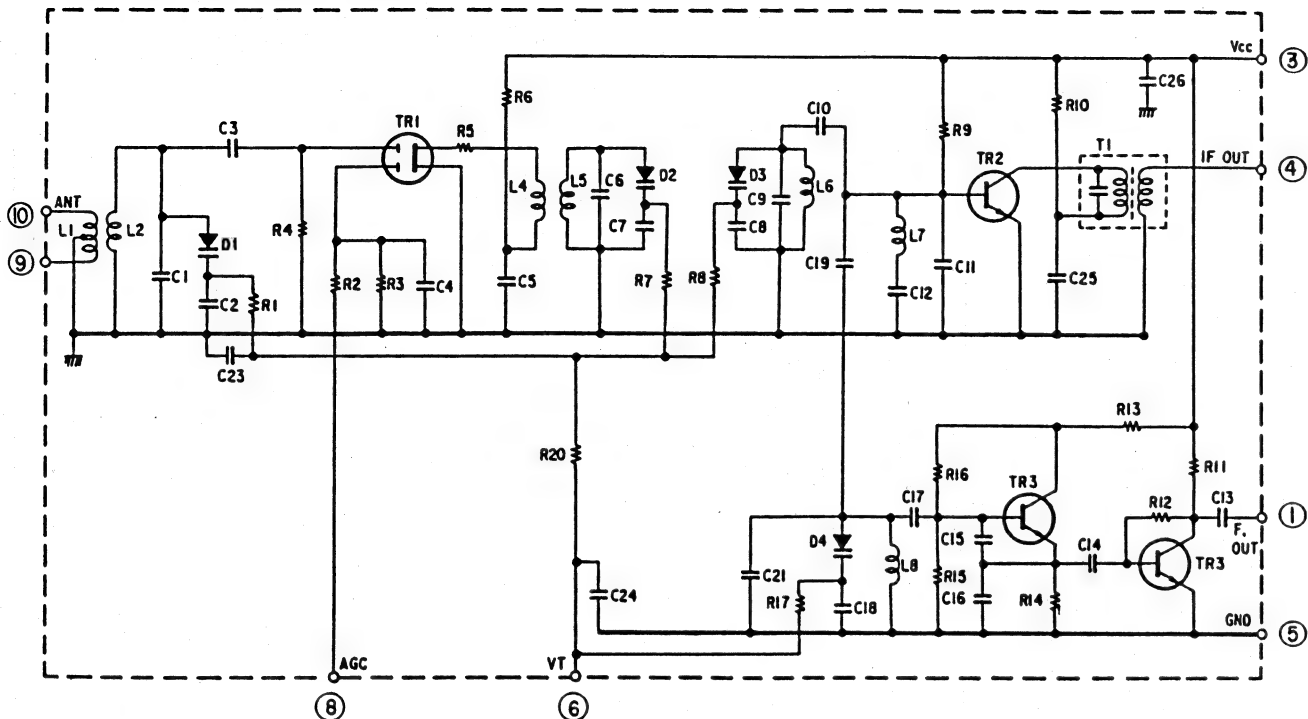 Vcc
③
C26
R6
C10
R9
R10
C3
TR1
R5
TR2
T1
IF OUT
④
D2
D3
L4
L5
C6
C9
L6
⑩
ANT
L1
L2
R4
C7
C8
L7
⑨
D1
C1
R2
R3
C4
C5
R7
R8
C19
C11
C25
C2
R1
C12
C23
R13
R20
R16
R11
TR3
C17
R12
C13
①
F.
OUT
D4
C15
C14
L8
TR3
C21
R15
C24
R17
C18
C16
R14
GND
⑤
AGC
VT
⑧
⑥